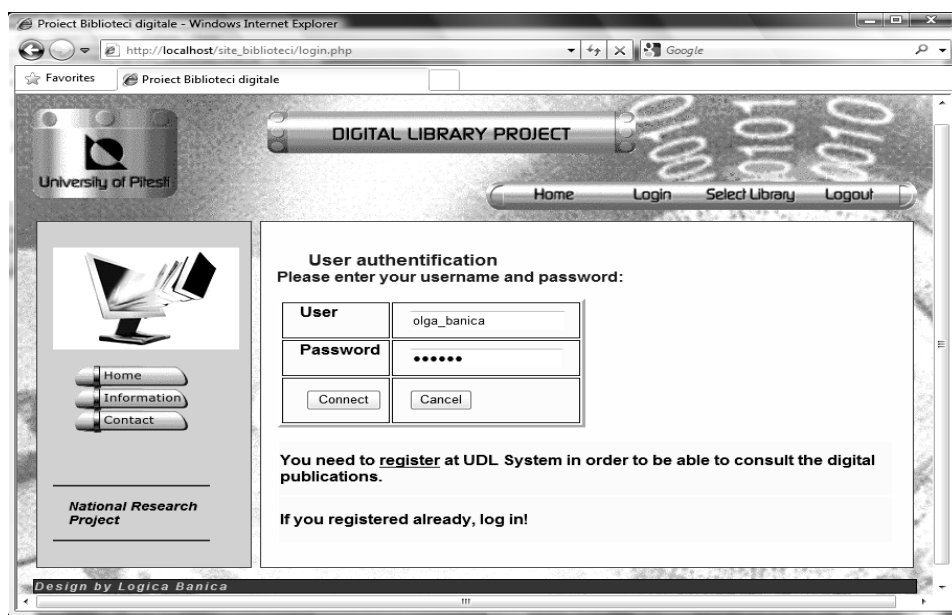 Proiect Biblioteci digitale - Windows Internet Explorer
http://localhost/site_biblioteci/login.php
Google
Favorites
Proiect Biblioteci digitale
DIGITAL LIBRARY PROJECT
University of Pitesti
Home Login Select Library Logout
User authentification
Please enter your username and password:
User olga_banica
Password ••••••
Connect Cancel
Home
Information
Contact
You need to register at UDL System in order to be able to consult the digital
publications.
National Research
Project
If you registered already, log in!
Design by Logica Banica